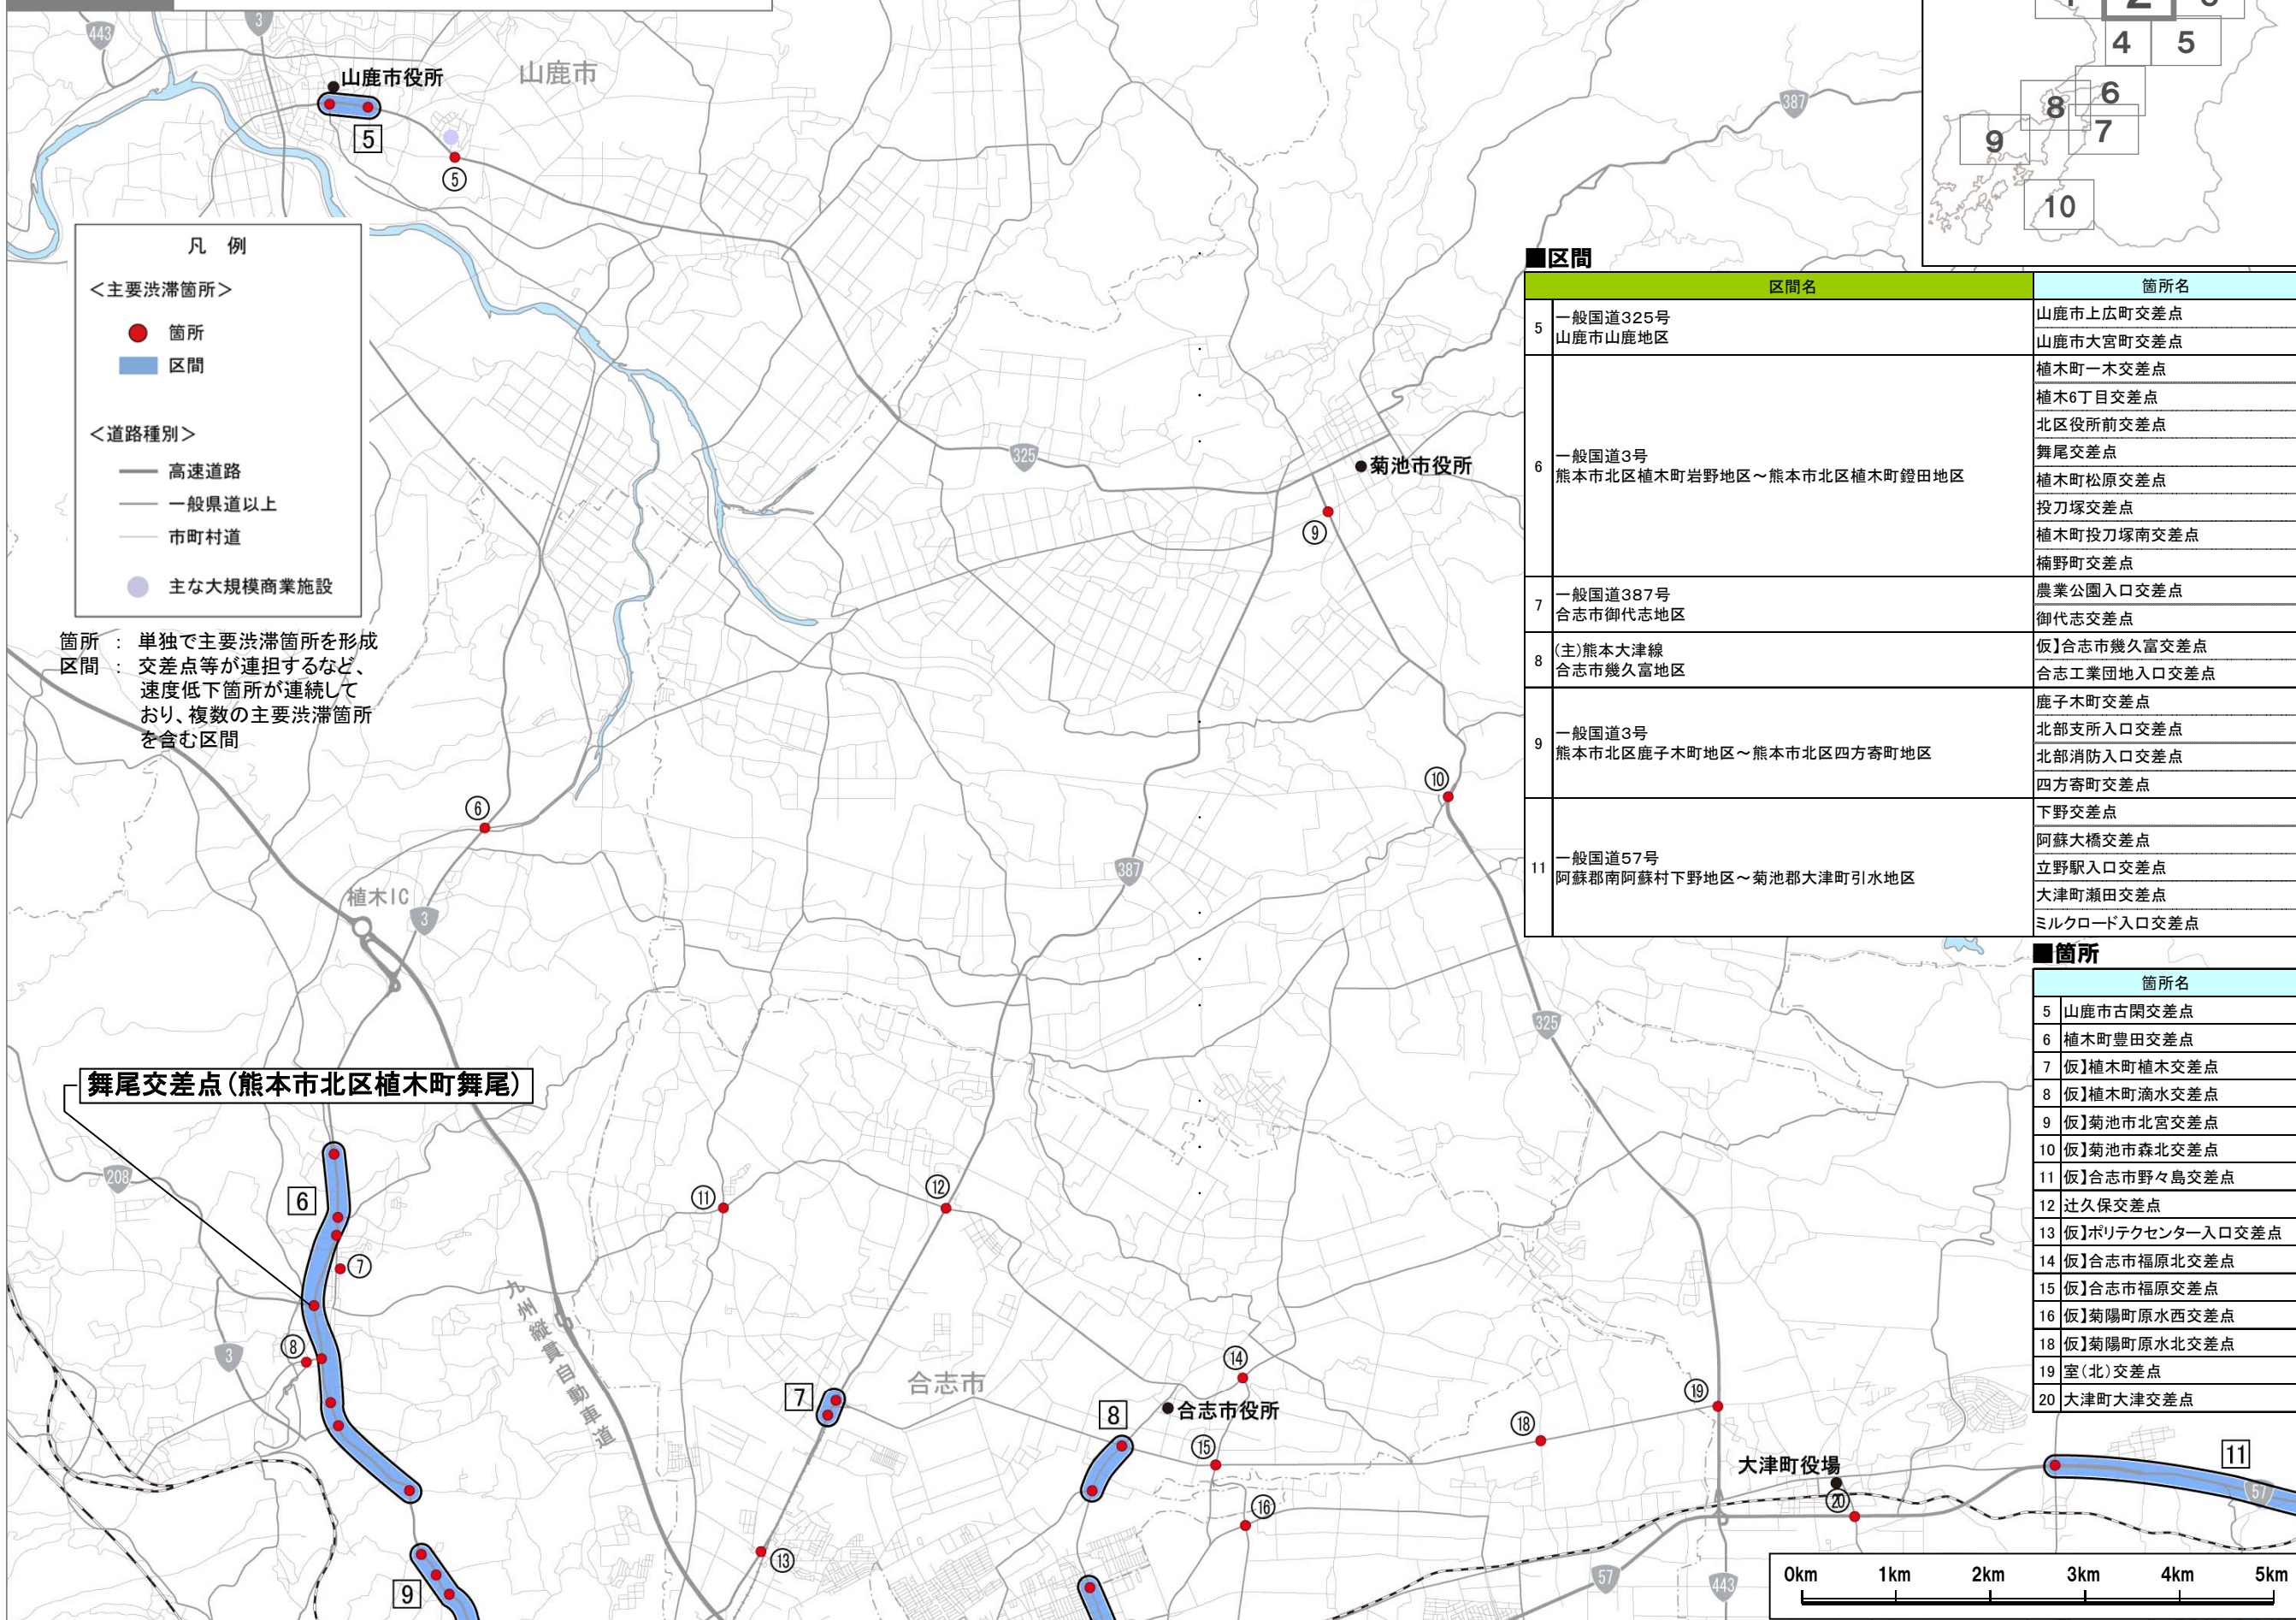 443
3
山鹿市役所
山鹿市
5
⑤
387
2
4
5
6
8
7
9
10
凡 例
＜主要渋滞箇所＞
箇所
区間
＜道路種別＞
高速道路
一般県道以上
市町村道
主な大規模商業施設
箇所 ： 単独で主要渋滞箇所を形成
区間 ： 交差点等が連担するなど、
速度低下箇所が連続して
おり、複数の主要渋滞箇所
を含む区間
325
菊池市役所
⑨
⑩
⑥
植木IC
3
387
325
舞尾交差点（熊本市北区植木町舞尾）
208
6
⑦
⑧
3
⑪
⑫
九州縦貫自動車道
7
合志市
8
合志市役所
⑭
⑮
⑯
⑱
⑲
大津町役場
⑳
11
57
⑬
9
57
443
0km 1km 2km 3km 4km 5km
■区間
区間名 箇所名
5 一般国道325号
山鹿市山鹿地区
山鹿市上広町交差点
山鹿市大宮町交差点
6 一般国道3号
熊本市北区植木町岩野地区～熊本市北区植木町鐙田地区
植木町一木交差点
植木6丁目交差点
北区役所前交差点
舞尾交差点
植木町松原交差点
投刀塚交差点
植木町投刀塚南交差点
楠野町交差点
7 一般国道387号
合志市御代志地区
農業公園入口交差点
御代志交差点
8 (主)熊本大津線
合志市幾久富地区
仮】合志市幾久富交差点
合志工業団地入口交差点
9 一般国道3号
熊本市北区鹿子木町地区～熊本市北区四方寄町地区
鹿子木町交差点
北部支所入口交差点
北部消防入口交差点
四方寄町交差点
11 一般国道57号
阿蘇郡南阿蘇村下野地区～菊池郡大津町引水地区
下野交差点
阿蘇大橋交差点
立野駅入口交差点
大津町瀬田交差点
ミルクロード入口交差点
■箇所
箇所名
5 山鹿市古閑交差点
6 植木町豊田交差点
7 仮】植木町植木交差点
8 仮】植木町滴水交差点
9 仮】菊池市北宮交差点
10 仮】菊池市森北交差点
11 仮】合志市野々島交差点
12 辻久保交差点
13 仮】ポリテクセンター入口交差点
14 仮】合志市福原北交差点
15 仮】合志市福原交差点
16 仮】菊陽町原水西交差点
18 仮】菊陽町原水北交差点
19 室(北)交差点
20 大津町大津交差点